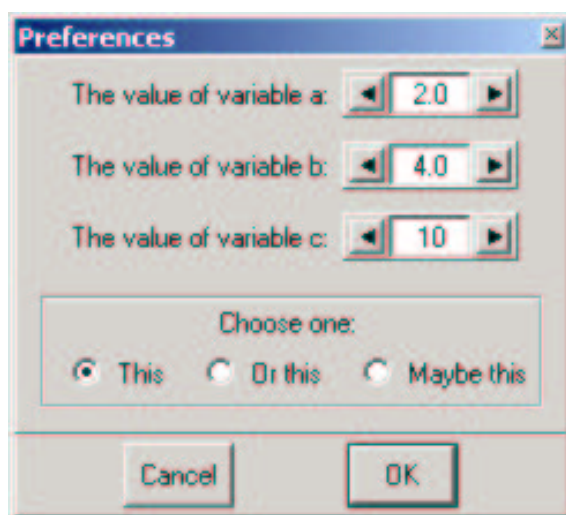 Preferences
The value of variable a: 2.0
The value of variable b: 4.0
The value of variable c: 10
Choose one:
This Or this Maybe this
Cancel OK